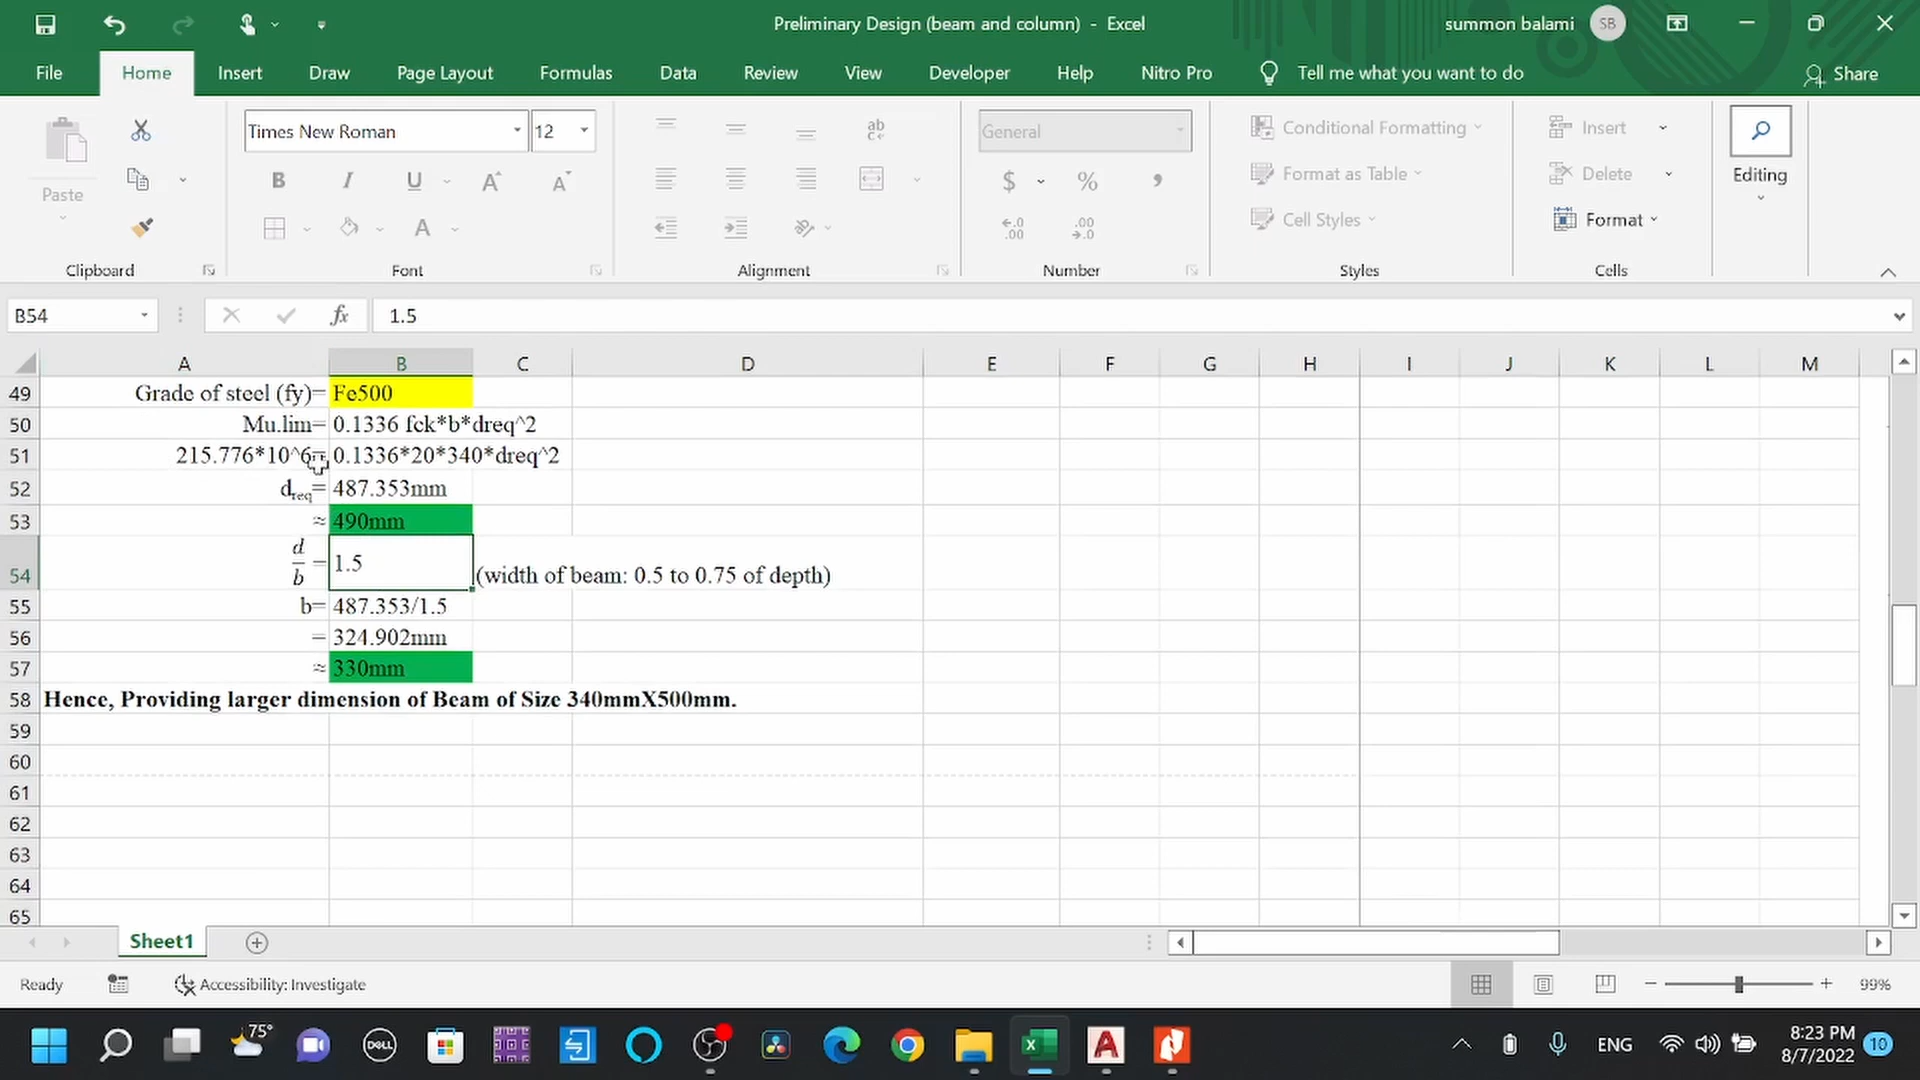 Preliminary Design (beam and column) - Excel
summon balami SB
File Home Insert Draw Page Layout Formulas Data Review View Developer Help Nitro Pro Tell me what you want to do Share
Paste
Times New Roman 12
ab
General
Conditional Formatting
Insert
B I U A A
$ % ,
Format as Table
Delete
Editing
A
Cell Styles
Format
Clipboard Font Alignment Number Styles Cells
B54 fx 1.5
A B C D E F G H I J K L M
49 Grade of steel (fy)= Fe500
50 Mu.lim= 0.1336 fck*b*dreq^2
51 215.776*10^6= 0.1336*20*340*dreq^2
52 dreq= 487.353mm
53 ≈ 490mm
54 d/b = 1.5 (width of beam: 0.5 to 0.75 of depth)
55 b= 487.353/1.5
56 = 324.902mm
57 ≈ 330mm
58 Hence, Providing larger dimension of Beam of Size 340mmX500mm.
59
60
61
62
63
64
65
Sheet1
Ready Accessibility: Investigate 99%
75° DELL ENG 8:23 PM
8/7/2022 10